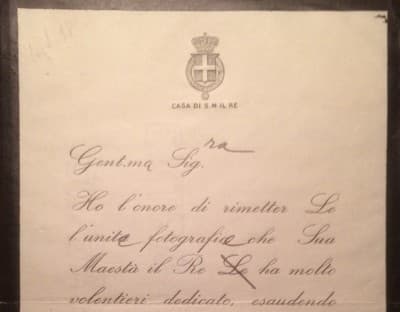 CASA DI S. M. IL RE
Gent.ma Sig.ra
Ho l'onore di rimetter Le
l'unita fotografia che Sua
Maestà il Re Le ha molto
volentieri dedicato, esaudendo